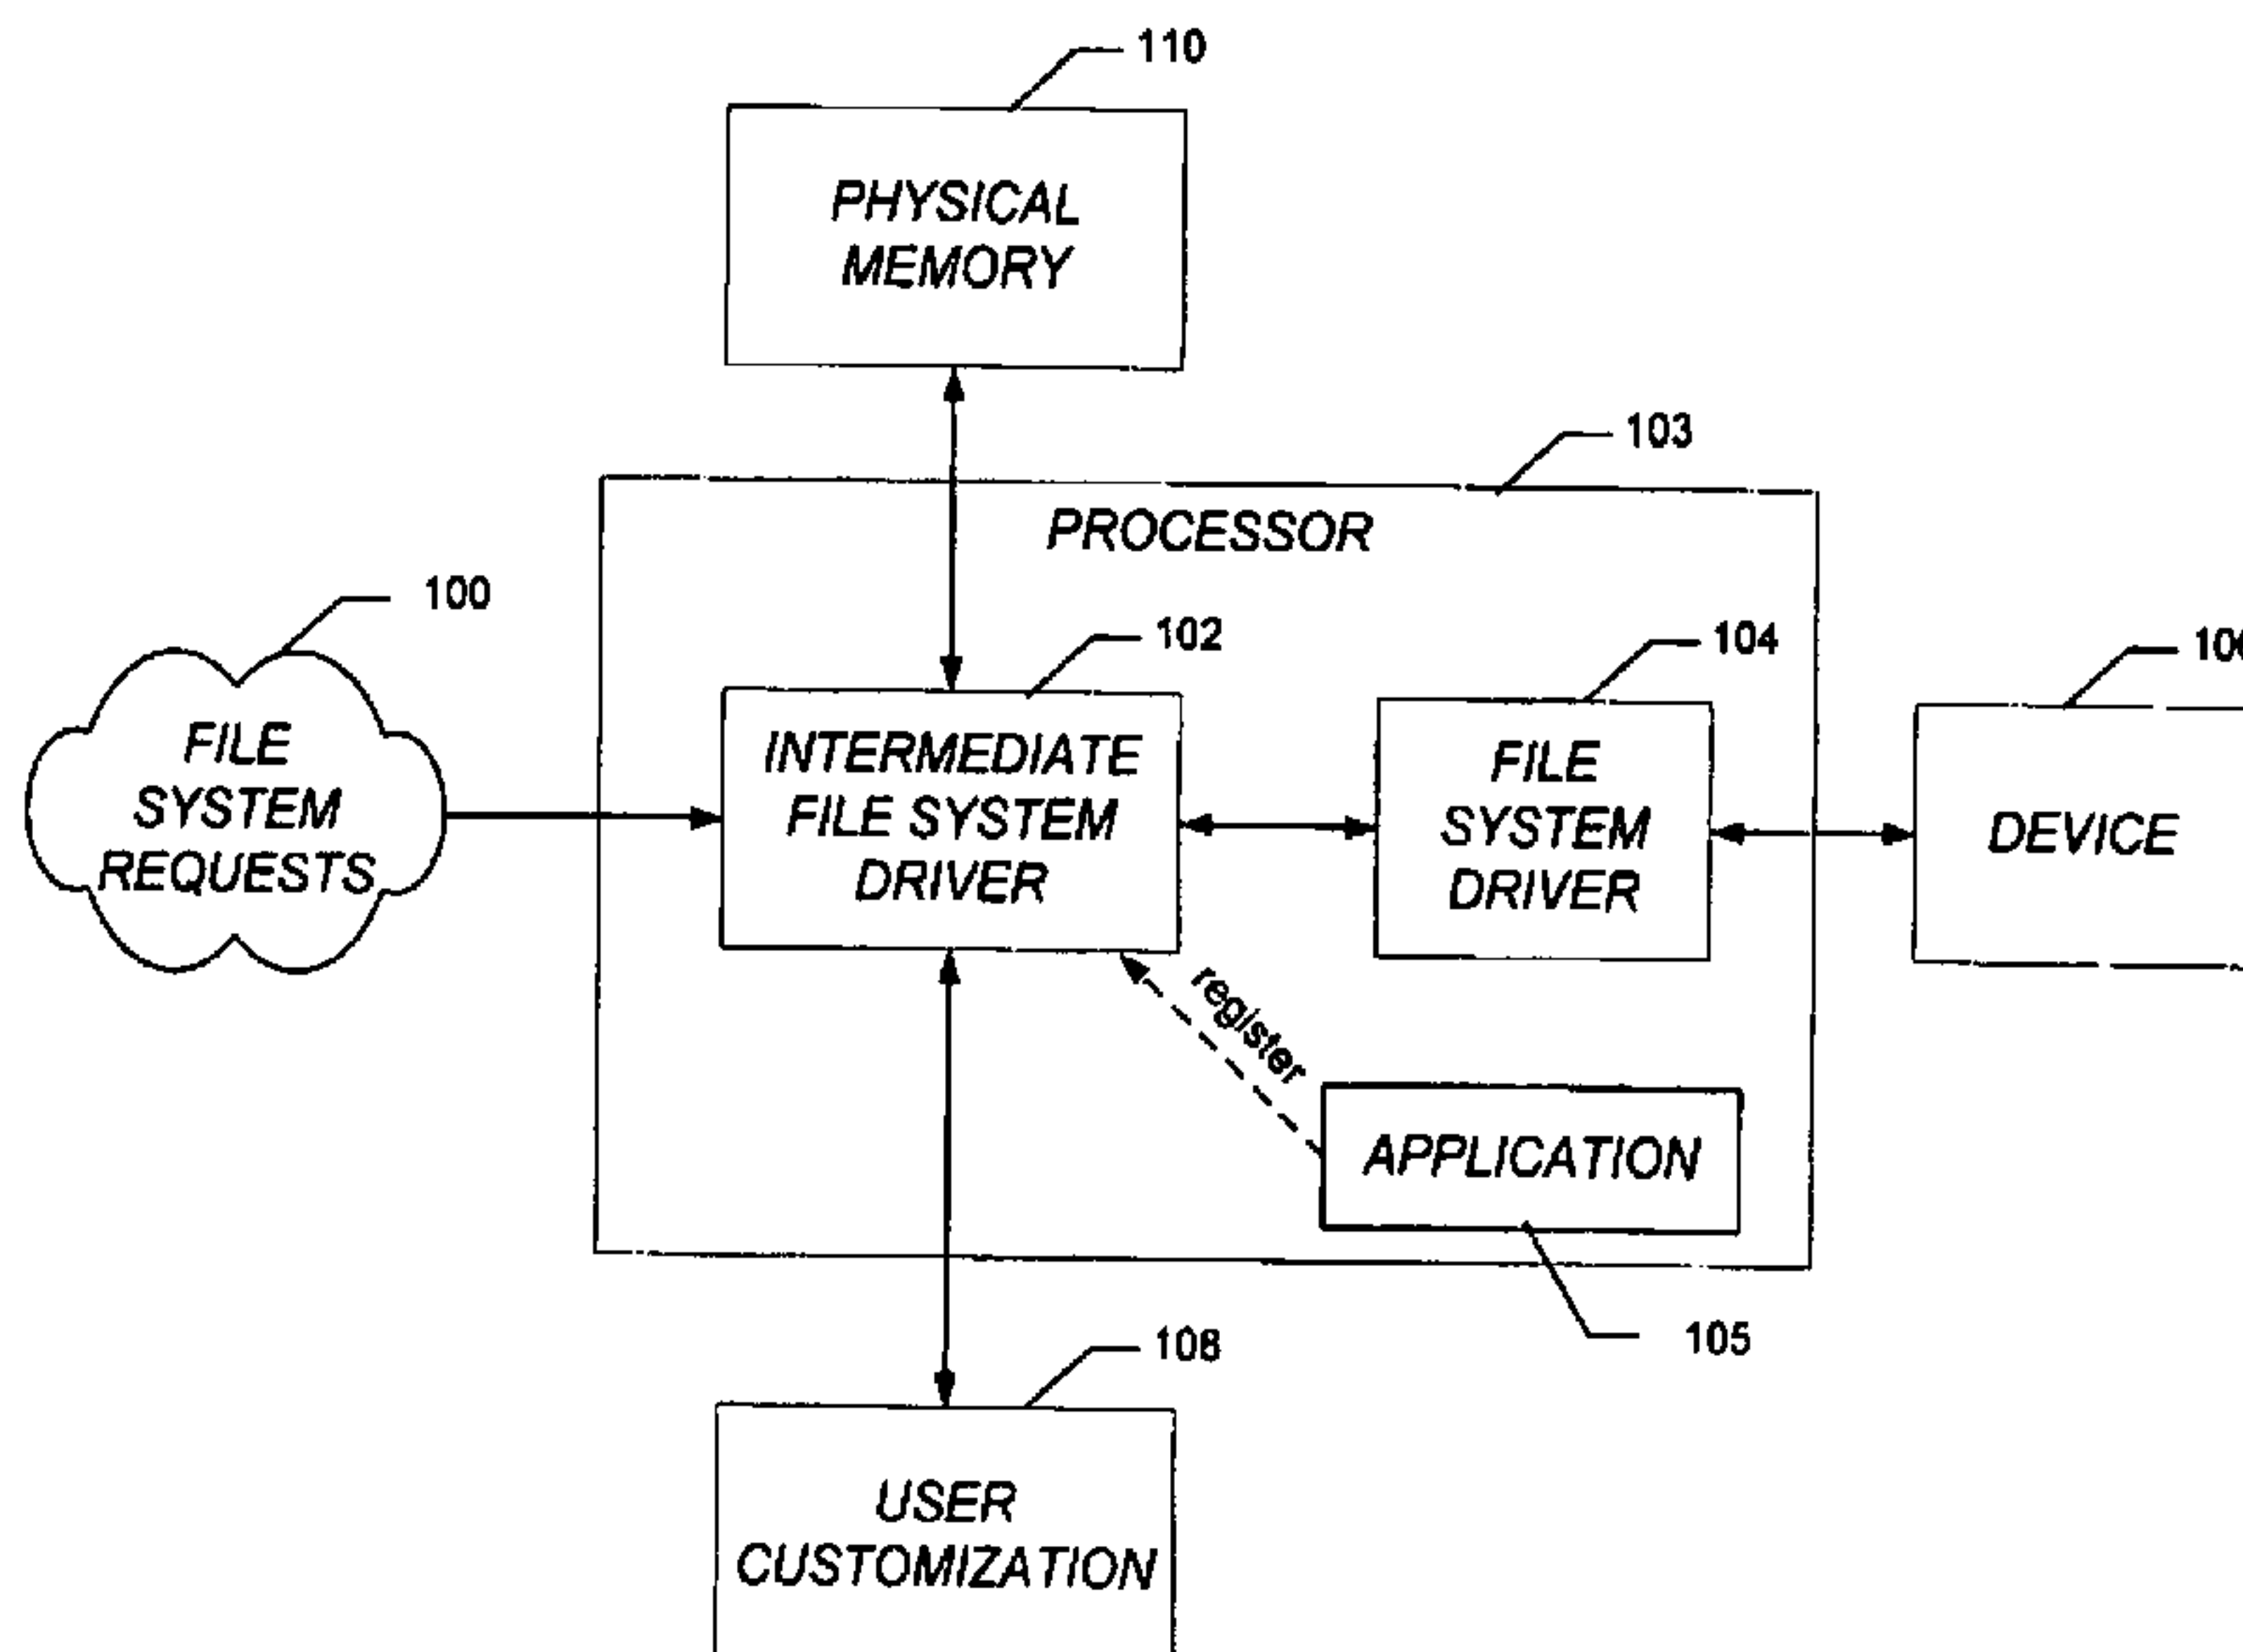 110
PHYSICAL
MEMORY
103
PROCESSOR
100
102
104
FILE
SYSTEM
REQUESTS
INTERMEDIATE
FILE SYSTEM
DRIVER
FILE
SYSTEM
DRIVER
DEVICE
register
APPLICATION
105
108
USER
CUSTOMIZATION